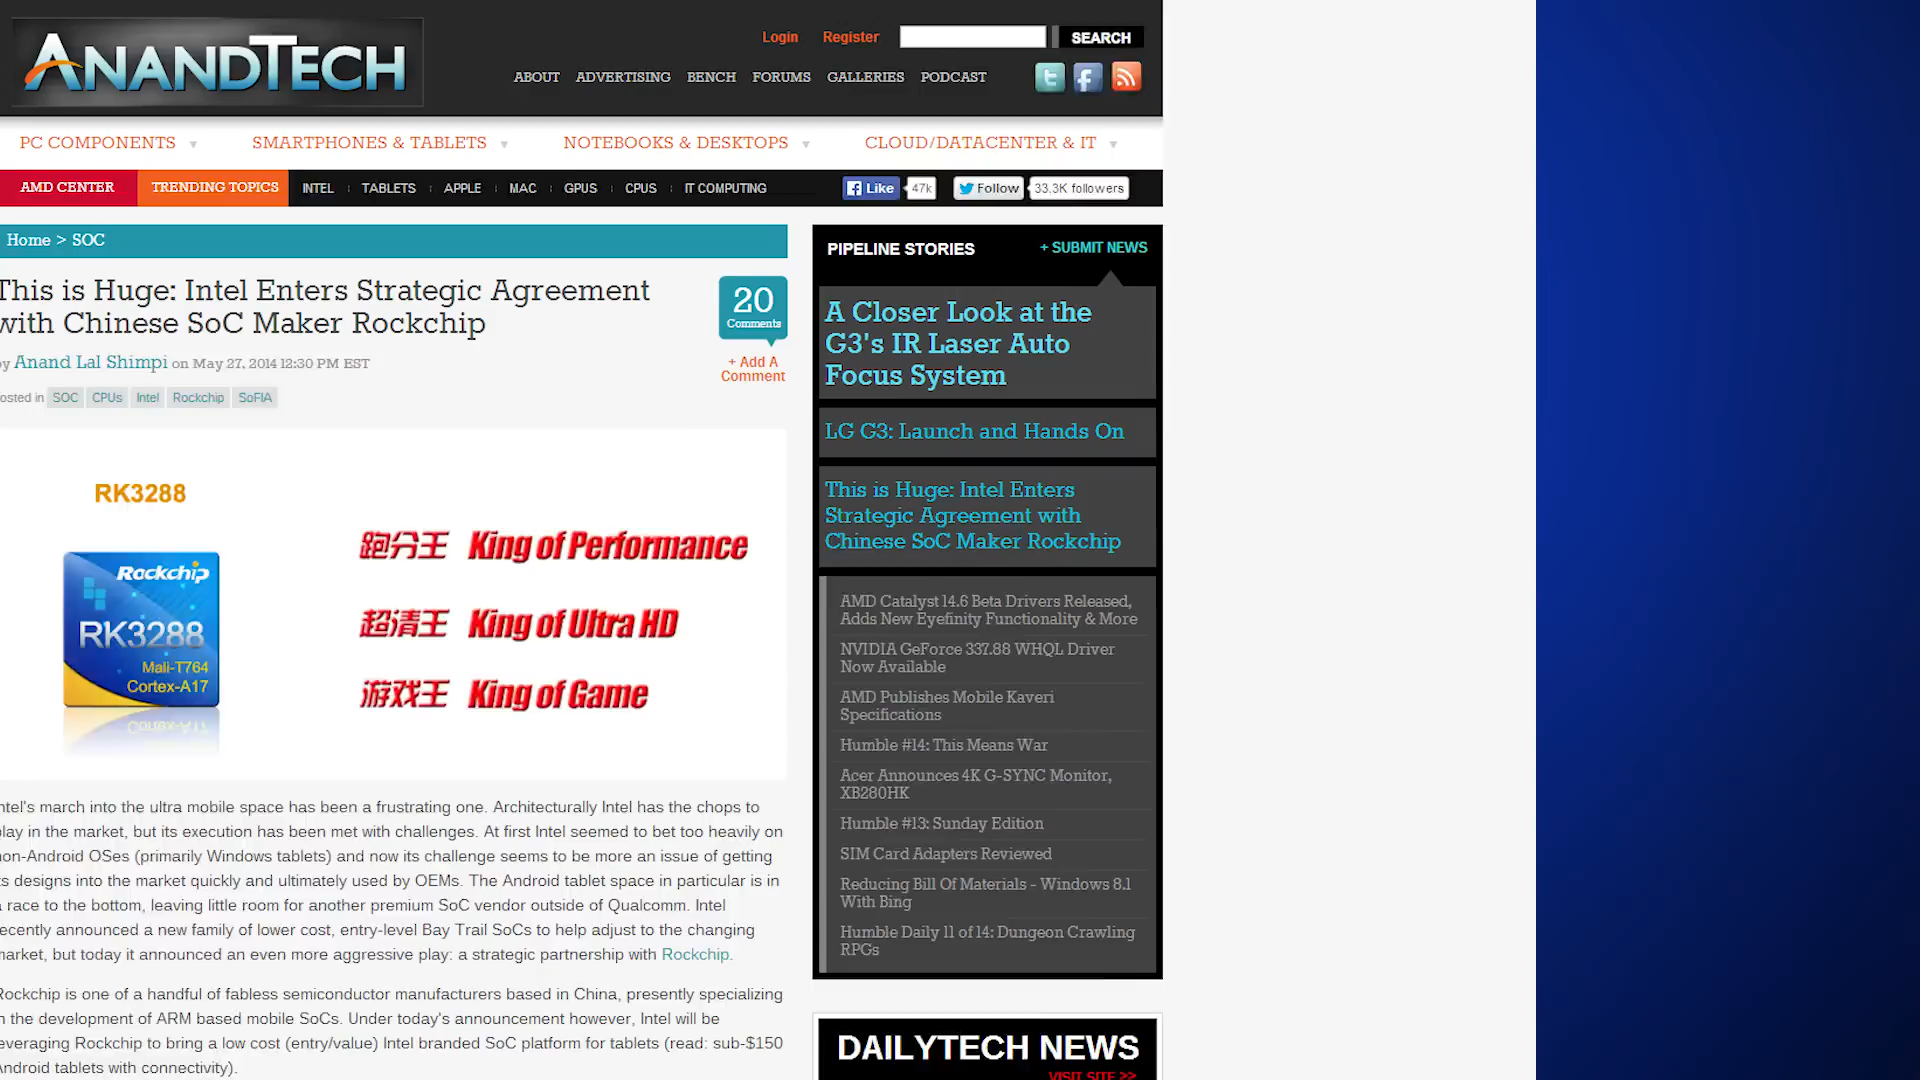 ANANDTECH
Login Register SEARCH
ABOUT ADVERTISING BENCH FORUMS GALLERIES PODCAST
PC COMPONENTS SMARTPHONES & TABLETS NOTEBOOKS & DESKTOPS CLOUD/DATACENTER & IT
AMD CENTER TRENDING TOPICS INTEL TABLETS APPLE MAC GPUS CPUS IT COMPUTING Like 47k Follow 33.3K followers
Home > SOC
This is Huge: Intel Enters Strategic Agreement
with Chinese SoC Maker Rockchip
20
Comments
+ Add A
Comment
by Anand Lal Shimpi on May 27, 2014 12:30 PM EST
osted in SOC CPUs Intel Rockchip SoFIA
RK3288
Rockchip
RK3288
Mali-T764
Cortex-A17
跑分王 King of Performance
超清王 King of Ultra HD
游戏王 King of Game
ntel's march into the ultra mobile space has been a frustrating one. Architecturally Intel has the chops to
play in the market, but its execution has been met with challenges. At first Intel seemed to bet too heavily on
non-Android OSes (primarily Windows tablets) and now its challenge seems to be more an issue of getting
ts designs into the market quickly and ultimately used by OEMs. The Android tablet space in particular is in
a race to the bottom, leaving little room for another premium SoC vendor outside of Qualcomm. Intel
recently announced a new family of lower cost, entry-level Bay Trail SoCs to help adjust to the changing
market, but today it announced an even more aggressive play: a strategic partnership with Rockchip.
Rockchip is one of a handful of fabless semiconductor manufacturers based in China, presently specializing
n the development of ARM based mobile SoCs. Under today's announcement however, Intel will be
everaging Rockchip to bring a low cost (entry/value) Intel branded SoC platform for tablets (read: sub-$150
Android tablets with connectivity).
PIPELINE STORIES + SUBMIT NEWS
A Closer Look at the
G3's IR Laser Auto
Focus System
LG G3: Launch and Hands On
This is Huge: Intel Enters
Strategic Agreement with
Chinese SoC Maker Rockchip
AMD Catalyst 14.6 Beta Drivers Released,
Adds New Eyefinity Functionality & More
NVIDIA GeForce 337.88 WHQL Driver
Now Available
AMD Publishes Mobile Kaveri
Specifications
Humble #14: This Means War
Acer Announces 4K G-SYNC Monitor,
XB280HK
Humble #13: Sunday Edition
SIM Card Adapters Reviewed
Reducing Bill Of Materials - Windows 8.1
With Bing
Humble Daily 11 of 14: Dungeon Crawling
RPGs
DAILYTECH NEWS
VISIT SITE >>